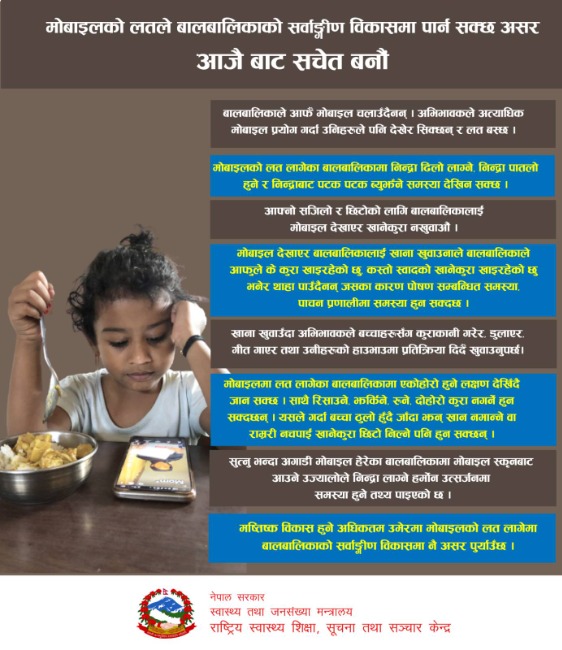 मोबाइलको लतले बालबालिकाको सर्वाङ्गीण विकासमा पार्न सक्छ असर
आजै बाट सचेत बनौं
बालबालिकाले आफैं मोबाइल चलाउँदैनन् । अभिभावकले अत्याधिक
मोबाइल प्रयोग गर्दा उनिहरुले पनि देखेर सिक्छन् र लत बस्छ ।
मोबाइलको लत लागेका बालबालिकामा निन्द्रा ढिलो लाग्ने, निन्द्रा पातलो
हुने र निन्द्राबाट पटक पटक ब्युझँने समस्या देखिन सक्छ ।
आफ्नो सजिलो र छिटोको लागि बालबालिकालाई
मोबाइल देखाएर खानेकुरा नखुवाऔं ।
मोबाइल देखाएर बालबालिकालाई खाना खुवाउनाले बालबालिकाले
आफूले के कुरा खाइरहेको छु, कस्तो स्वादको खानेकुरा खाइरहेको छु
भनेर थाहा पाउँदैनन् जसका कारण पोषण सम्बन्धित समस्या,
पाचन प्रणालीमा समस्या हुन सक्दछ ।
खाना खुवाउँदा अभिभावकले बच्चाहरुसँग कुराकानी गरेर, डुलाएर,
गीत गाएर तथा उनीहरुको हाउभाउमा प्रतिक्रिया दिदैं खुवाउनुपर्छ।
मोबाइलमा लत लागेका बालबालिकामा एकोहोरो हुने लक्षण देखिँदै
जान सक्छ । साथै रिसाउने, झर्किने, रुने, दोहोरो कुरा नगर्ने हुन
सक्दछन् । यसले गर्दा बच्चा ठुलो हुँदै जाँदा झन् खान नमान्ने वा
राम्ररी नचपाई खानेकुरा छिटो निल्ने पनि हुन सक्छन् ।
सुत्नु भन्दा अगाडी मोबाइल हेरेका बालबालिकामा मोबाइल स्क्रनबाट
आउने उज्यालोले निन्द्रा लाग्ने हर्मोन उत्सर्जनमा
समस्या हुने तथ्य पाइएको छ ।
मष्तिष्क विकास हुने अधिकतम उमेरमा मोबाइलको लत लागेमा
बालबालिकाको सर्वाङ्गीण विकासमा नै असर पुर्याउँछ ।
नेपाल सरकार
स्वास्थ्य तथा जनसंख्या मन्त्रालय
राष्ट्रिय स्वास्थ्य शिक्षा, सूचना तथा सञ्चार केन्द्र